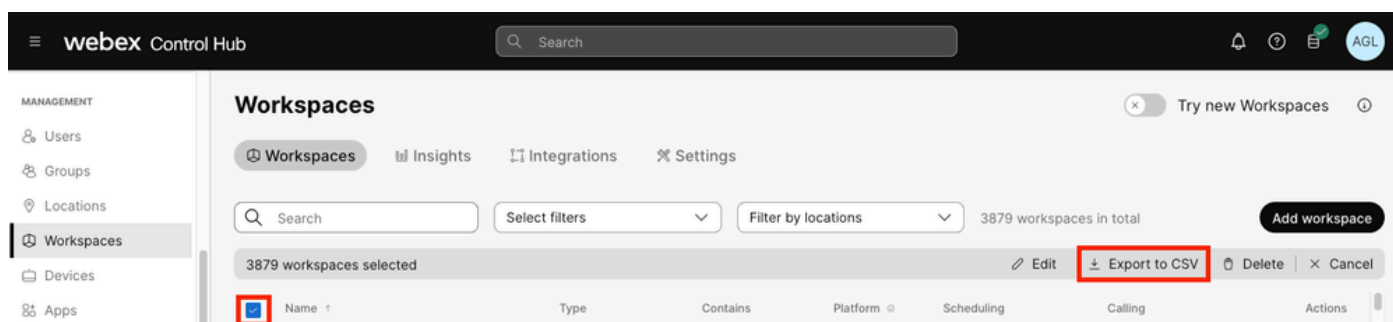 webex Control Hub
Search
AGL
MANAGEMENT
Users
Groups
Locations
Workspaces
Devices
Apps
Workspaces
Try new Workspaces
Workspaces Insights Integrations Settings
Search Select filters Filter by locations 3879 workspaces in total Add workspace
3879 workspaces selected Edit Export to CSV Delete Cancel
Name Type Contains Platform Scheduling Calling Actions